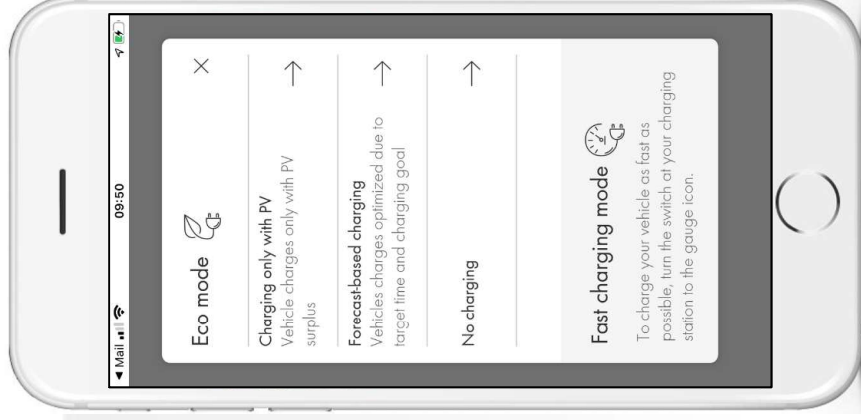 Mail 09:50
Eco mode
Charging only with PV
Vehicle charges only with PV
surplus
Forecast-based charging
Vehicles charges optimized due to
target time and charging goal
No charging
Fast charging mode
To charge your vehicle as fast as
possible, turn the switch at your charging
station to the gauge icon.